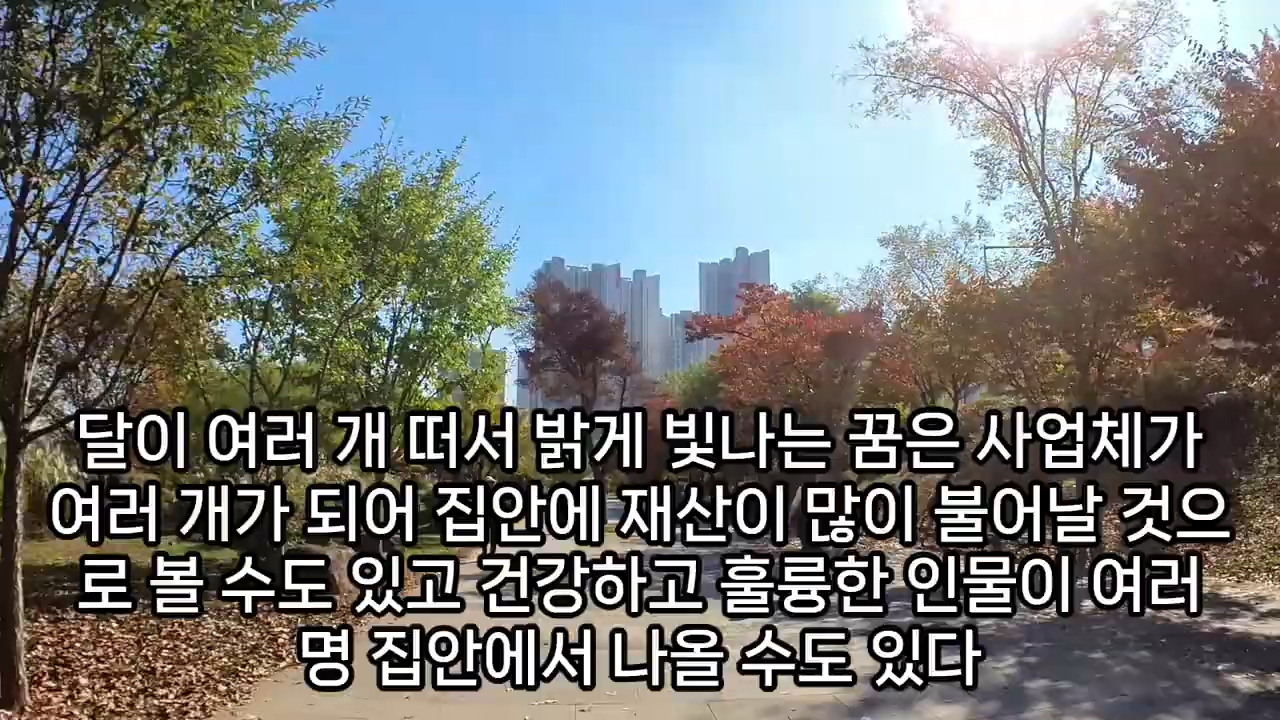 달이 여러 개 떠서 밝게 빛나는 꿈은 사업체가
여러 개가 되어 집안에 재산이 많이 불어날 것으
로 볼 수도 있고 건강하고 훌륭한 인물이 여러
명 집안에서 나올 수도 있다